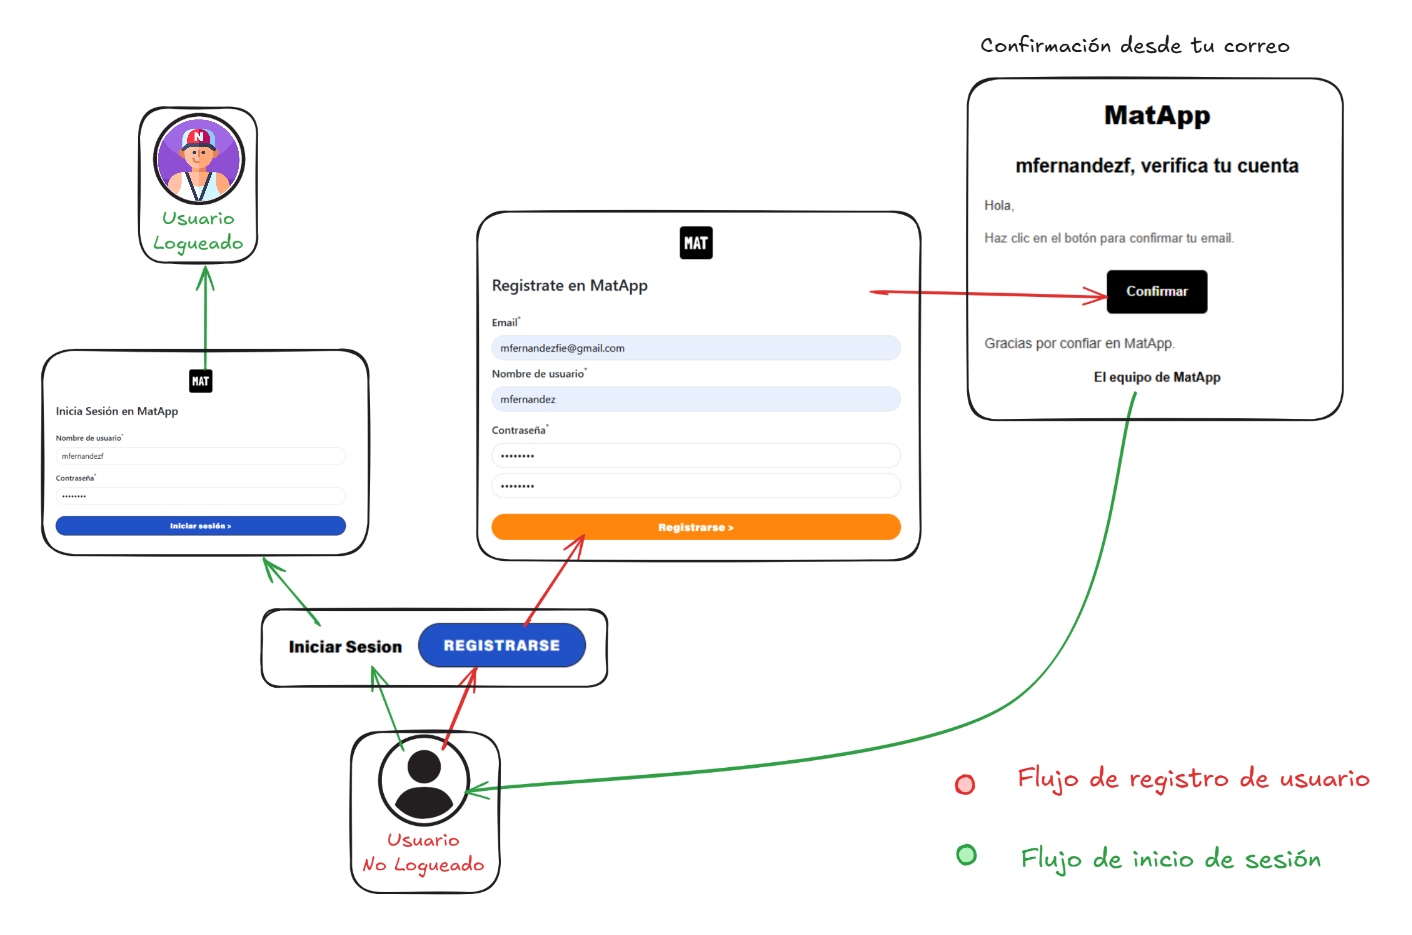 Confirmación desde tu correo
MatApp
mfernandezf, verifica tu cuenta
Hola,
Haz clic en el botón para confirmar tu email.
Confirmar
Gracias por confiar en MatApp.
El equipo de MatApp
N
Usuario
Logueado
MAT
Registrate en MatApp
Email*
mfernandezfie@gmail.com
Nombre de usuario*
mfernandez
Contraseña*
••••••••
••••••••
Registrarse >
MAT
Inicia Sesión en MatApp
Nombre de usuario*
mfernandezf
Contraseña*
••••••••
Iniciar sesión >
Iniciar Sesion
REGISTRARSE
Usuario
No Logueado
Flujo de registro de usuario
Flujo de inicio de sesión